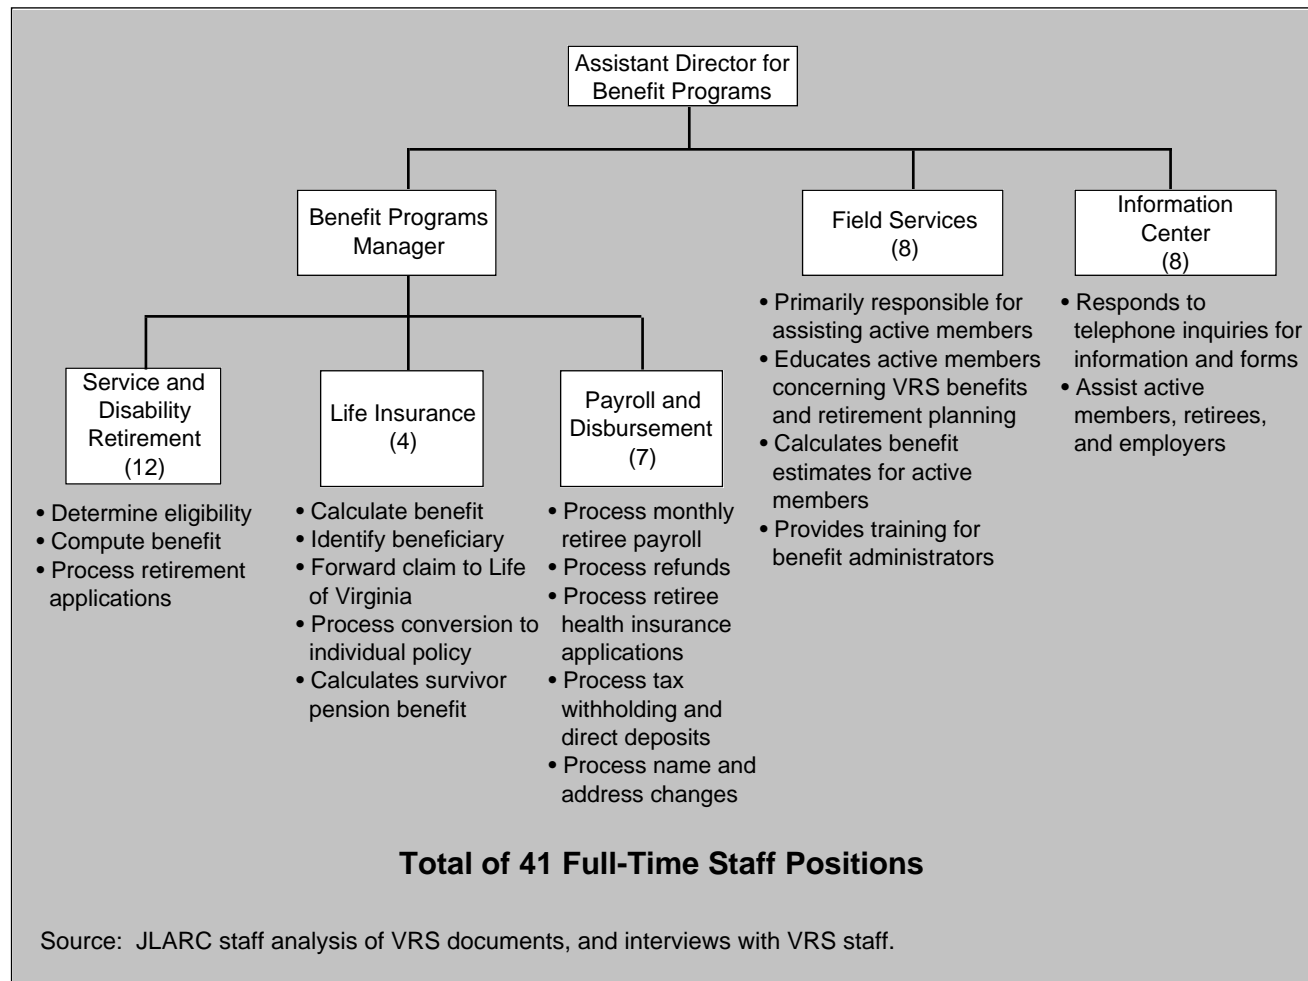 Assistant Director for
Benefit Programs
Benefit Programs
Manager
Field Services
(8)
Information
Center
(8)
• Primarily responsible for
assisting active members
• Educates active members
concerning VRS benefits
and retirement planning
• Calculates benefit
estimates for active
members
• Provides training for
benefit administrators
• Responds to
telephone inquiries for
information and forms
• Assist active
members, retirees,
and employers
Service and
Disability
Retirement
(12)
Life Insurance
(4)
Payroll and
Disbursement
(7)
• Determine eligibility
• Compute benefit
• Process retirement
applications
• Calculate benefit
• Identify beneficiary
• Forward claim to Life
of Virginia
• Process conversion to
individual policy
• Calculates survivor
pension benefit
• Process monthly
retiree payroll
• Process refunds
• Process retiree
health insurance
applications
• Process tax
withholding and
direct deposits
• Process name and
address changes
Total of 41 Full-Time Staff Positions
Source:  JLARC staff analysis of VRS documents, and interviews with VRS staff.